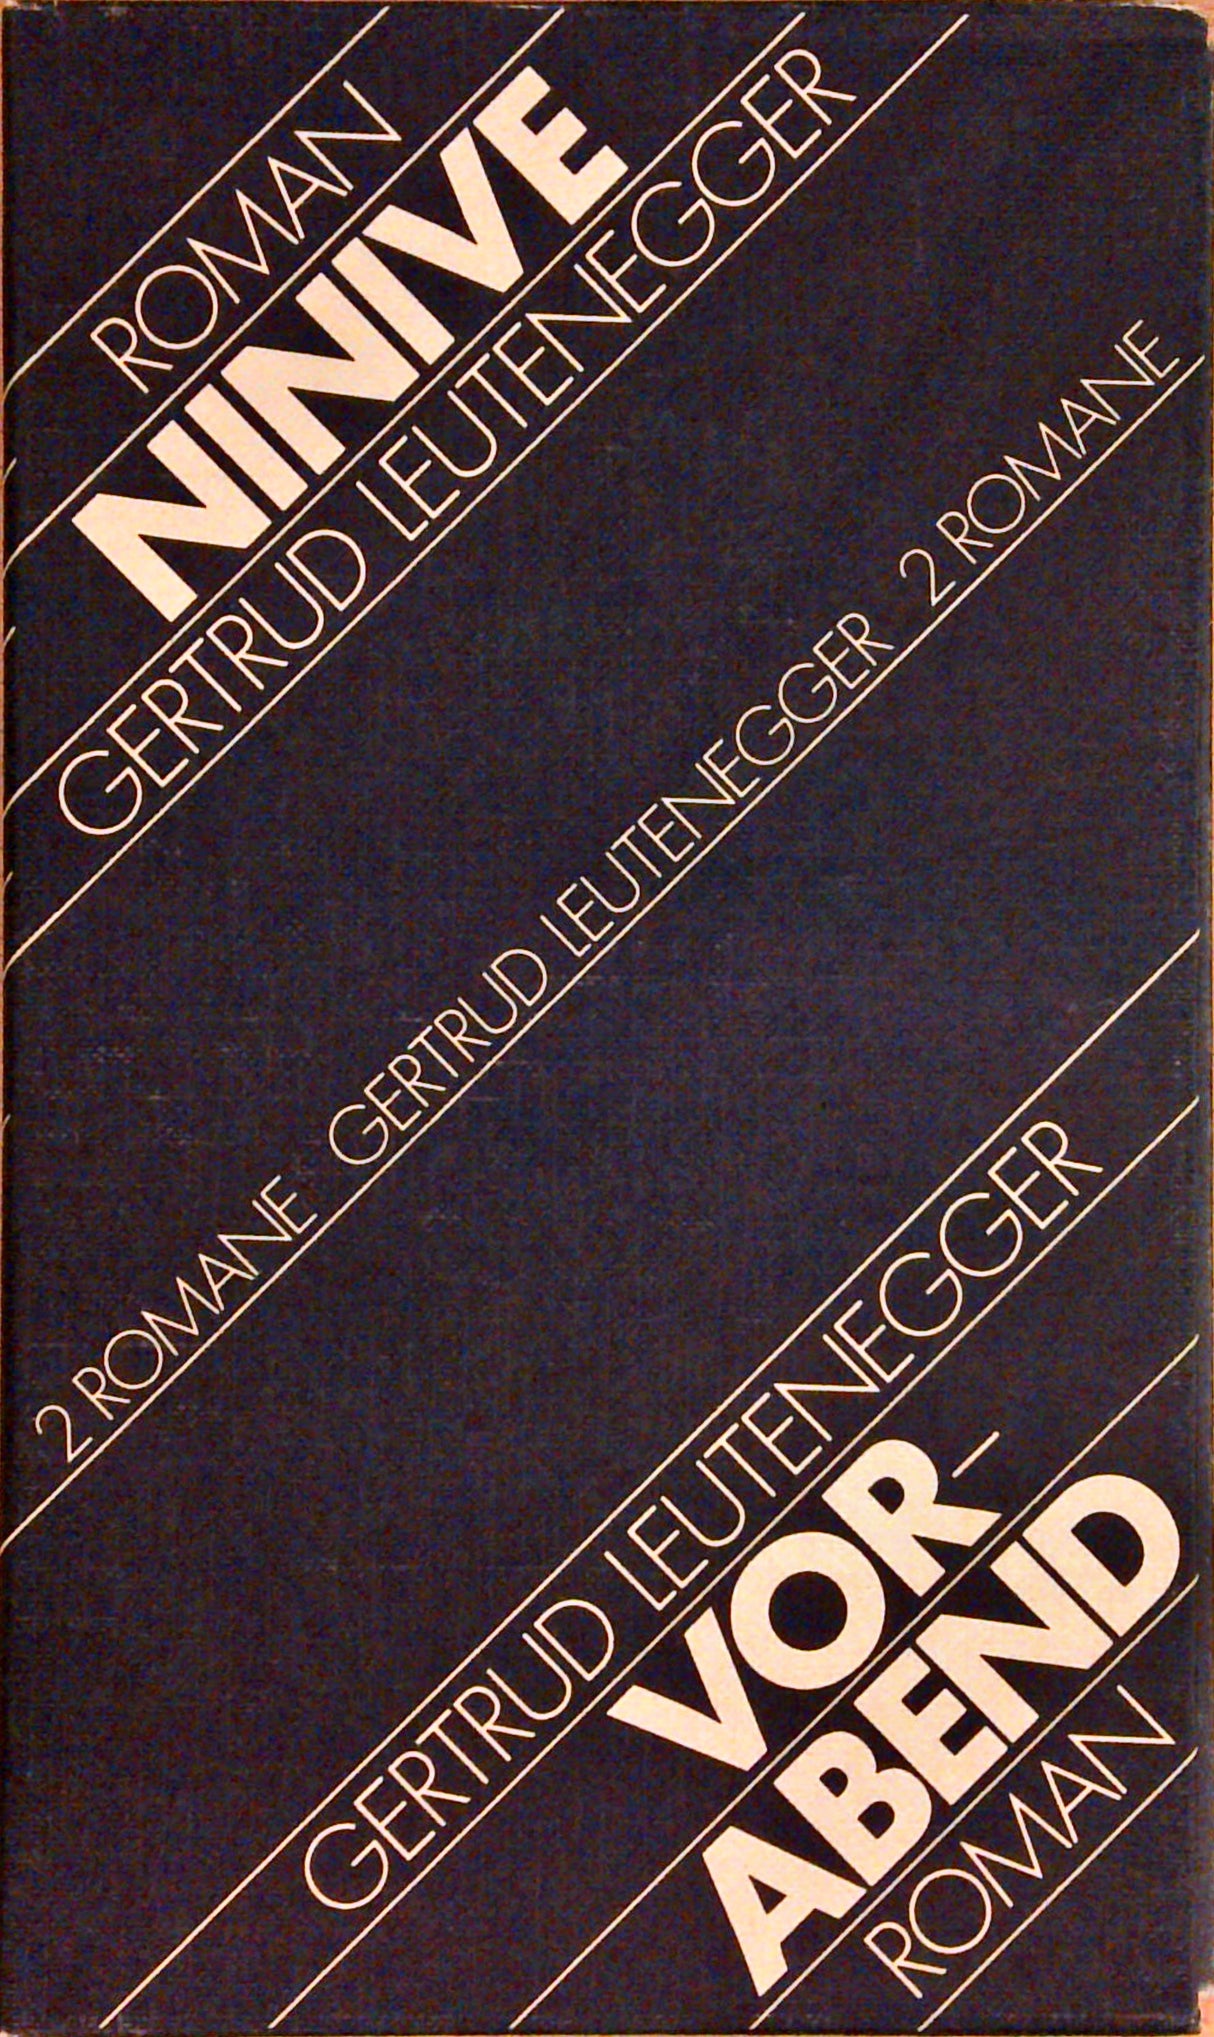 ROMAN
NINIVE
GERTRUD LEUTENEGGER
2 ROMANE GERTRUD LEUTENEGGER 2 ROMANE
GERTRUD LEUTENEGGER
VOR-
ABEND
ROMAN